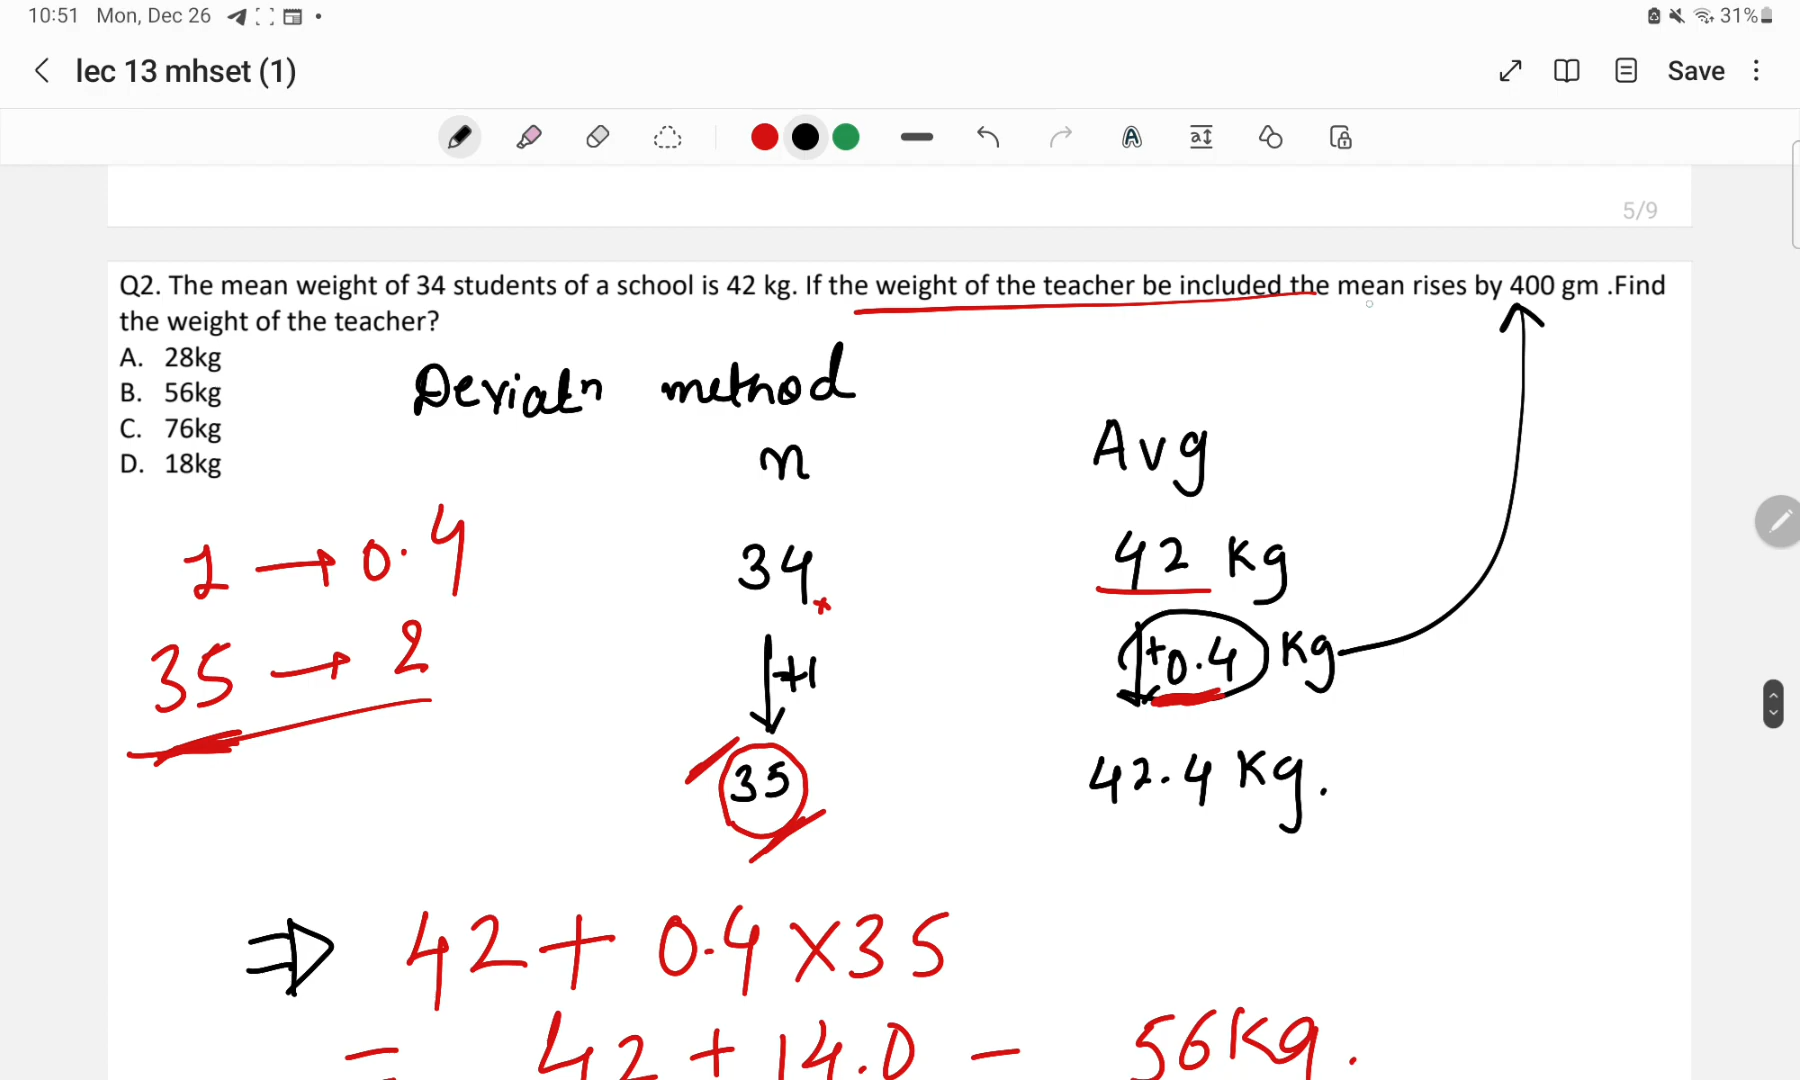 10:51 Mon, Dec 26 31%
lec 13 mhset (1) Save
5/9
Q2. The mean weight of 34 students of a school is 42 kg. If the weight of the teacher be included the mean rises by 400 gm .Find
the weight of the teacher?
A. 28kg
B. 56kg
C. 76kg
D. 18kg
Deviatn method
n Avg
1 → 0.4 34 42 Kg
35 → 2 ↓+1 ↓+0.4 Kg
35 42.4 Kg.
⇒ 42 + 0.4 × 35
= 42 + 14.0 - 56Kg.